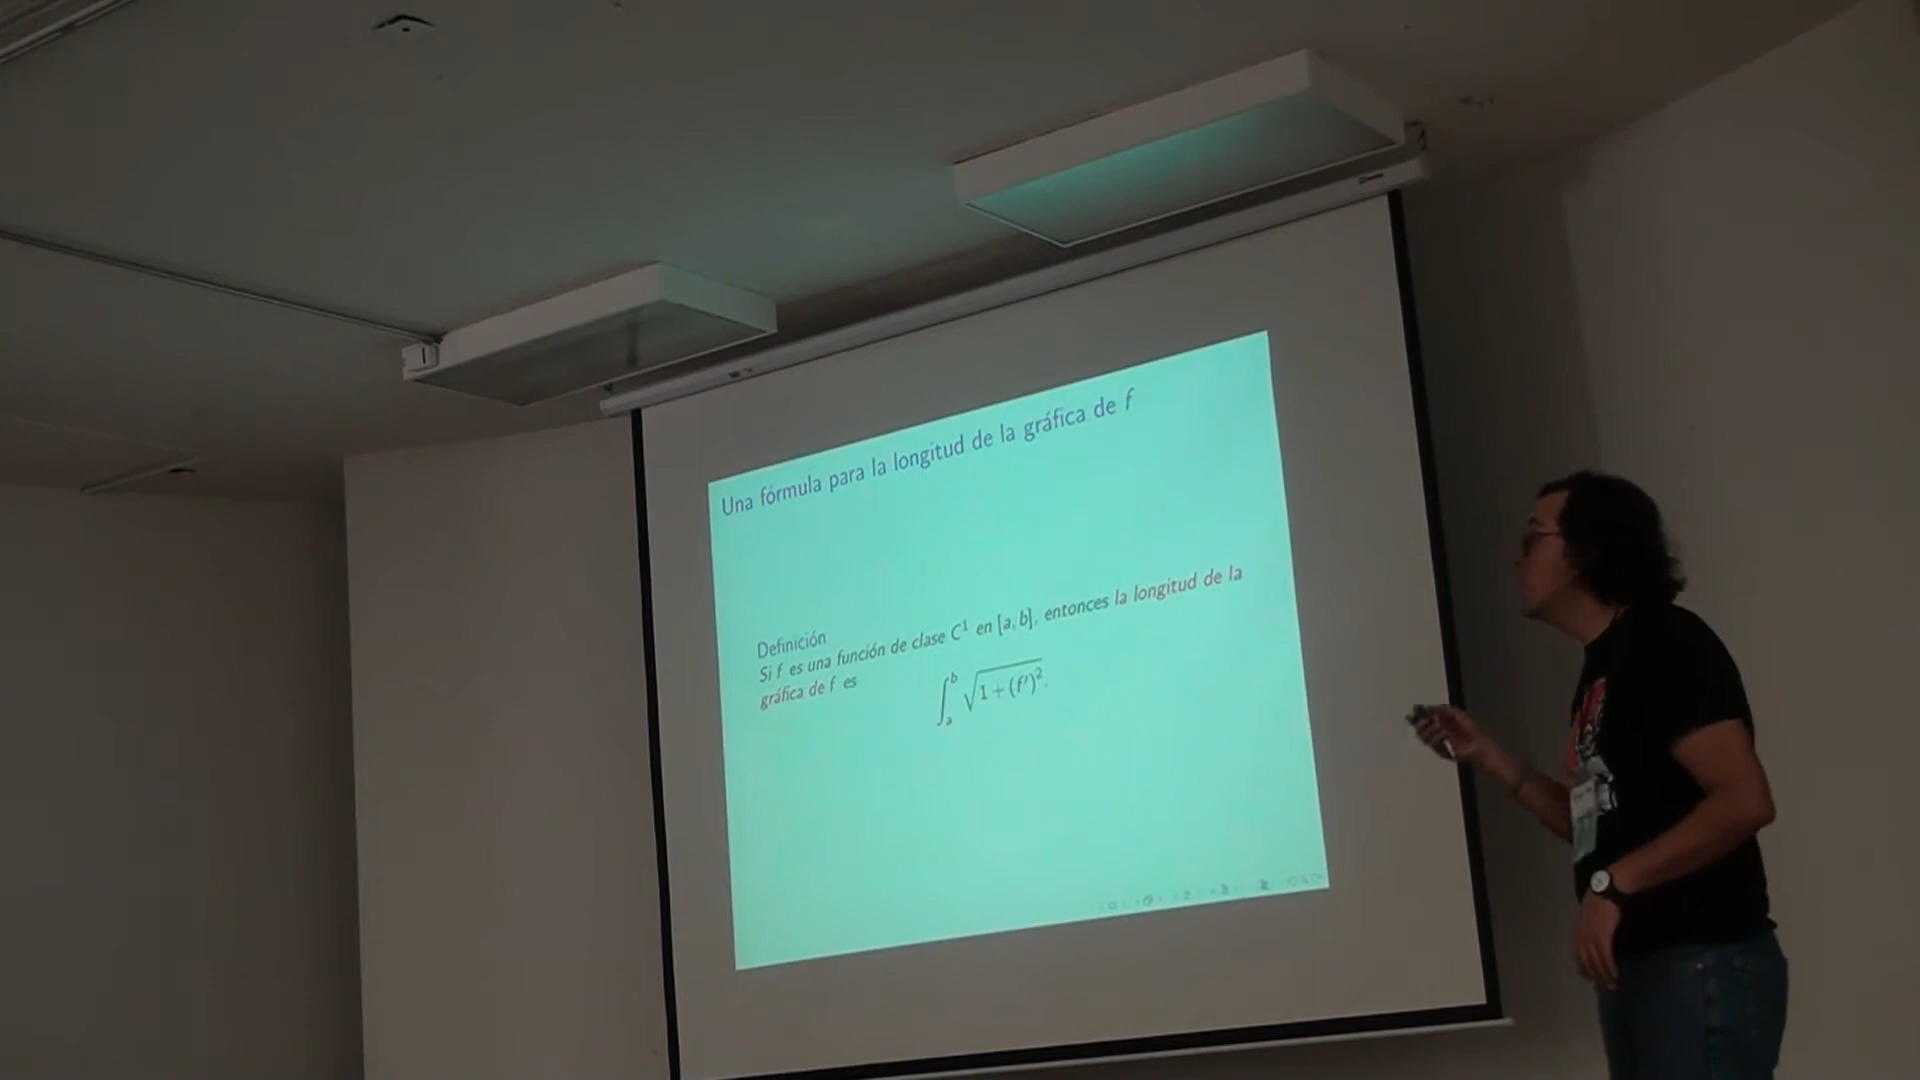 Una fórmula para la longitud de la gráfica de f
Definición
Si f es una función de clase C¹ en [a, b], entonces la longitud de la
gráfica de f es
∫ₐᵇ √(1 + (f′)²).